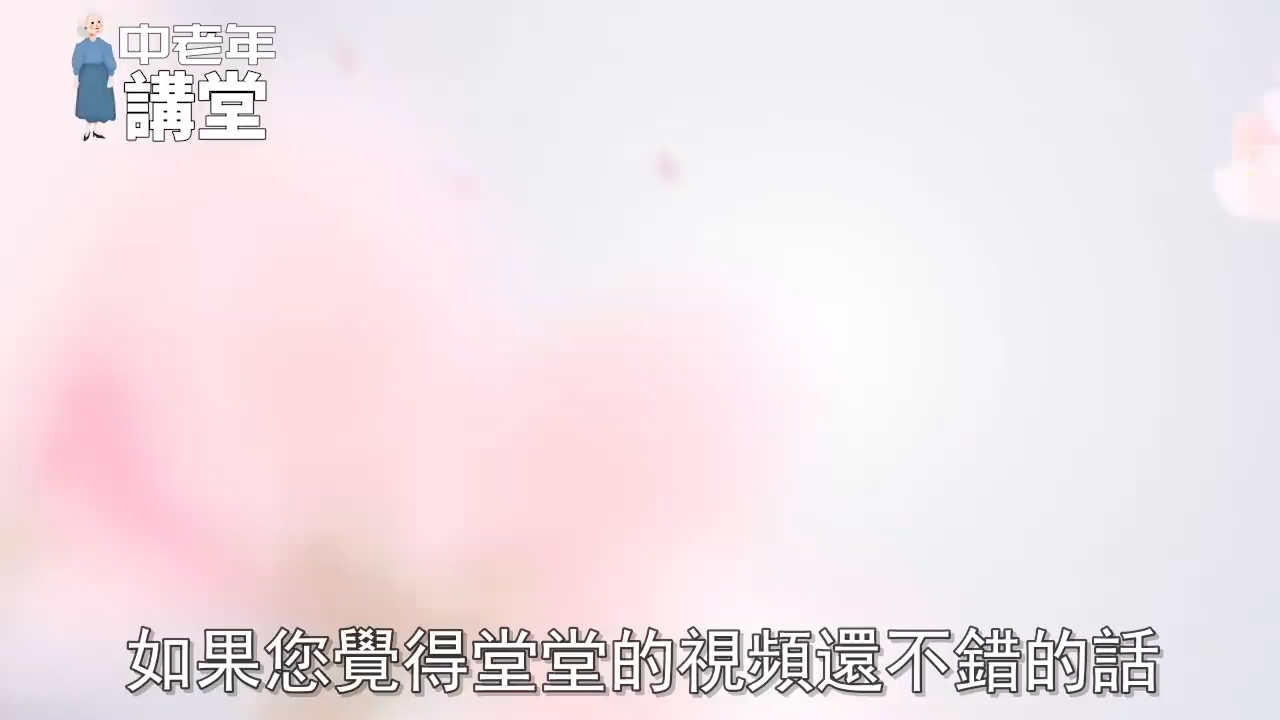 中老年
講堂
如果您覺得堂堂的視頻還不錯的話